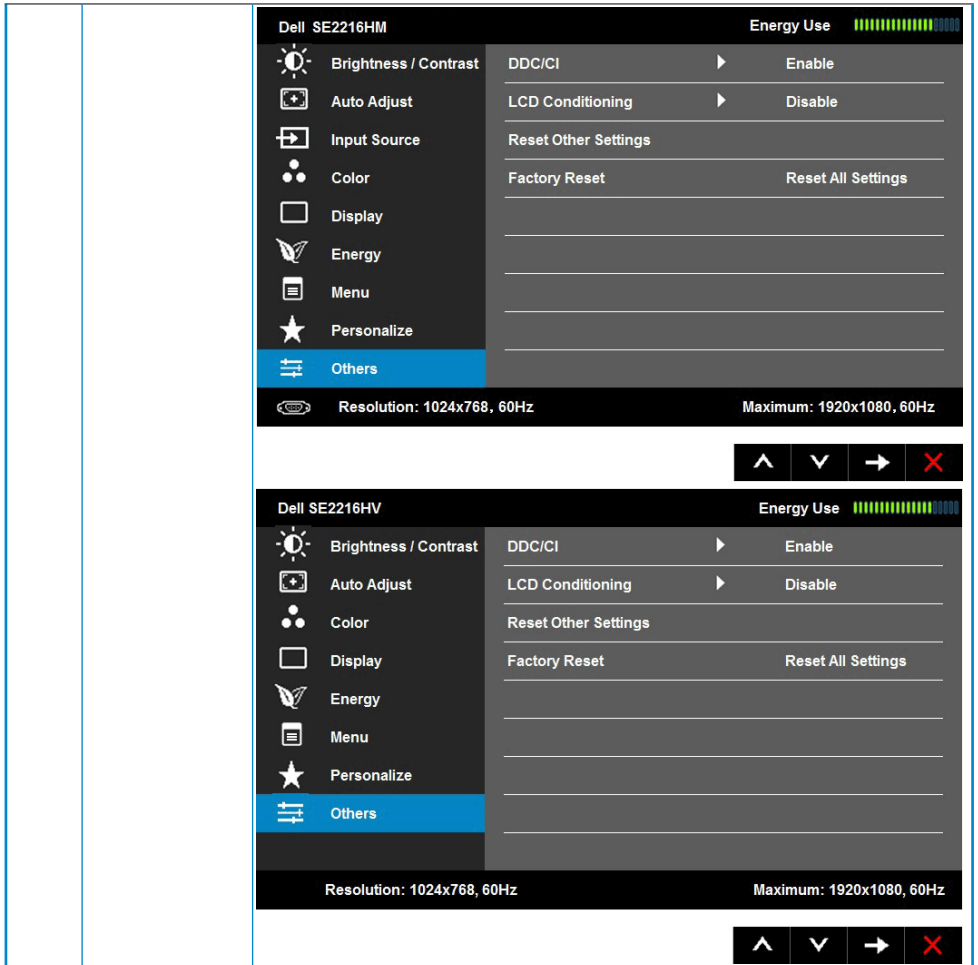 Dell SE2216HM Energy Use
Brightness / Contrast DDC/CI Enable
Auto Adjust LCD Conditioning Disable
Input Source Reset Other Settings
Color Factory Reset Reset All Settings
Display
Energy
Menu
Personalize
Others
Resolution: 1024x768, 60Hz Maximum: 1920x1080, 60Hz
Dell SE2216HV Energy Use
Brightness / Contrast DDC/CI Enable
Auto Adjust LCD Conditioning Disable
Color Reset Other Settings
Display Factory Reset Reset All Settings
Energy
Menu
Personalize
Others
Resolution: 1024x768, 60Hz Maximum: 1920x1080, 60Hz